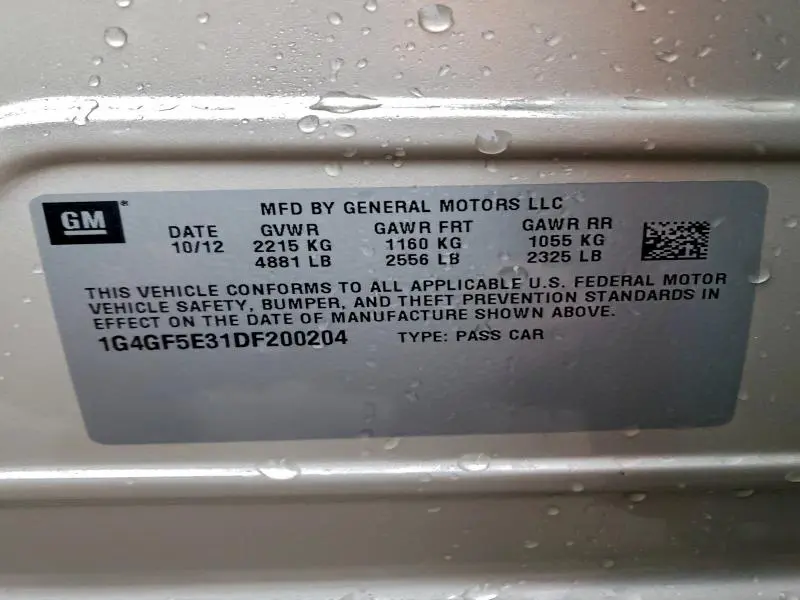 GM®
MFD BY GENERAL MOTORS LLC
DATE GVWR GAWR FRT GAWR RR
10/12 2215 KG 1160 KG 1055 KG
4881 LB 2556 LB 2325 LB
THIS VEHICLE CONFORMS TO ALL APPLICABLE U.S. FEDERAL MOTOR
VEHICLE SAFETY, BUMPER, AND THEFT PREVENTION STANDARDS IN
EFFECT ON THE DATE OF MANUFACTURE SHOWN ABOVE.
1G4GF5E31DF200204 TYPE: PASS CAR